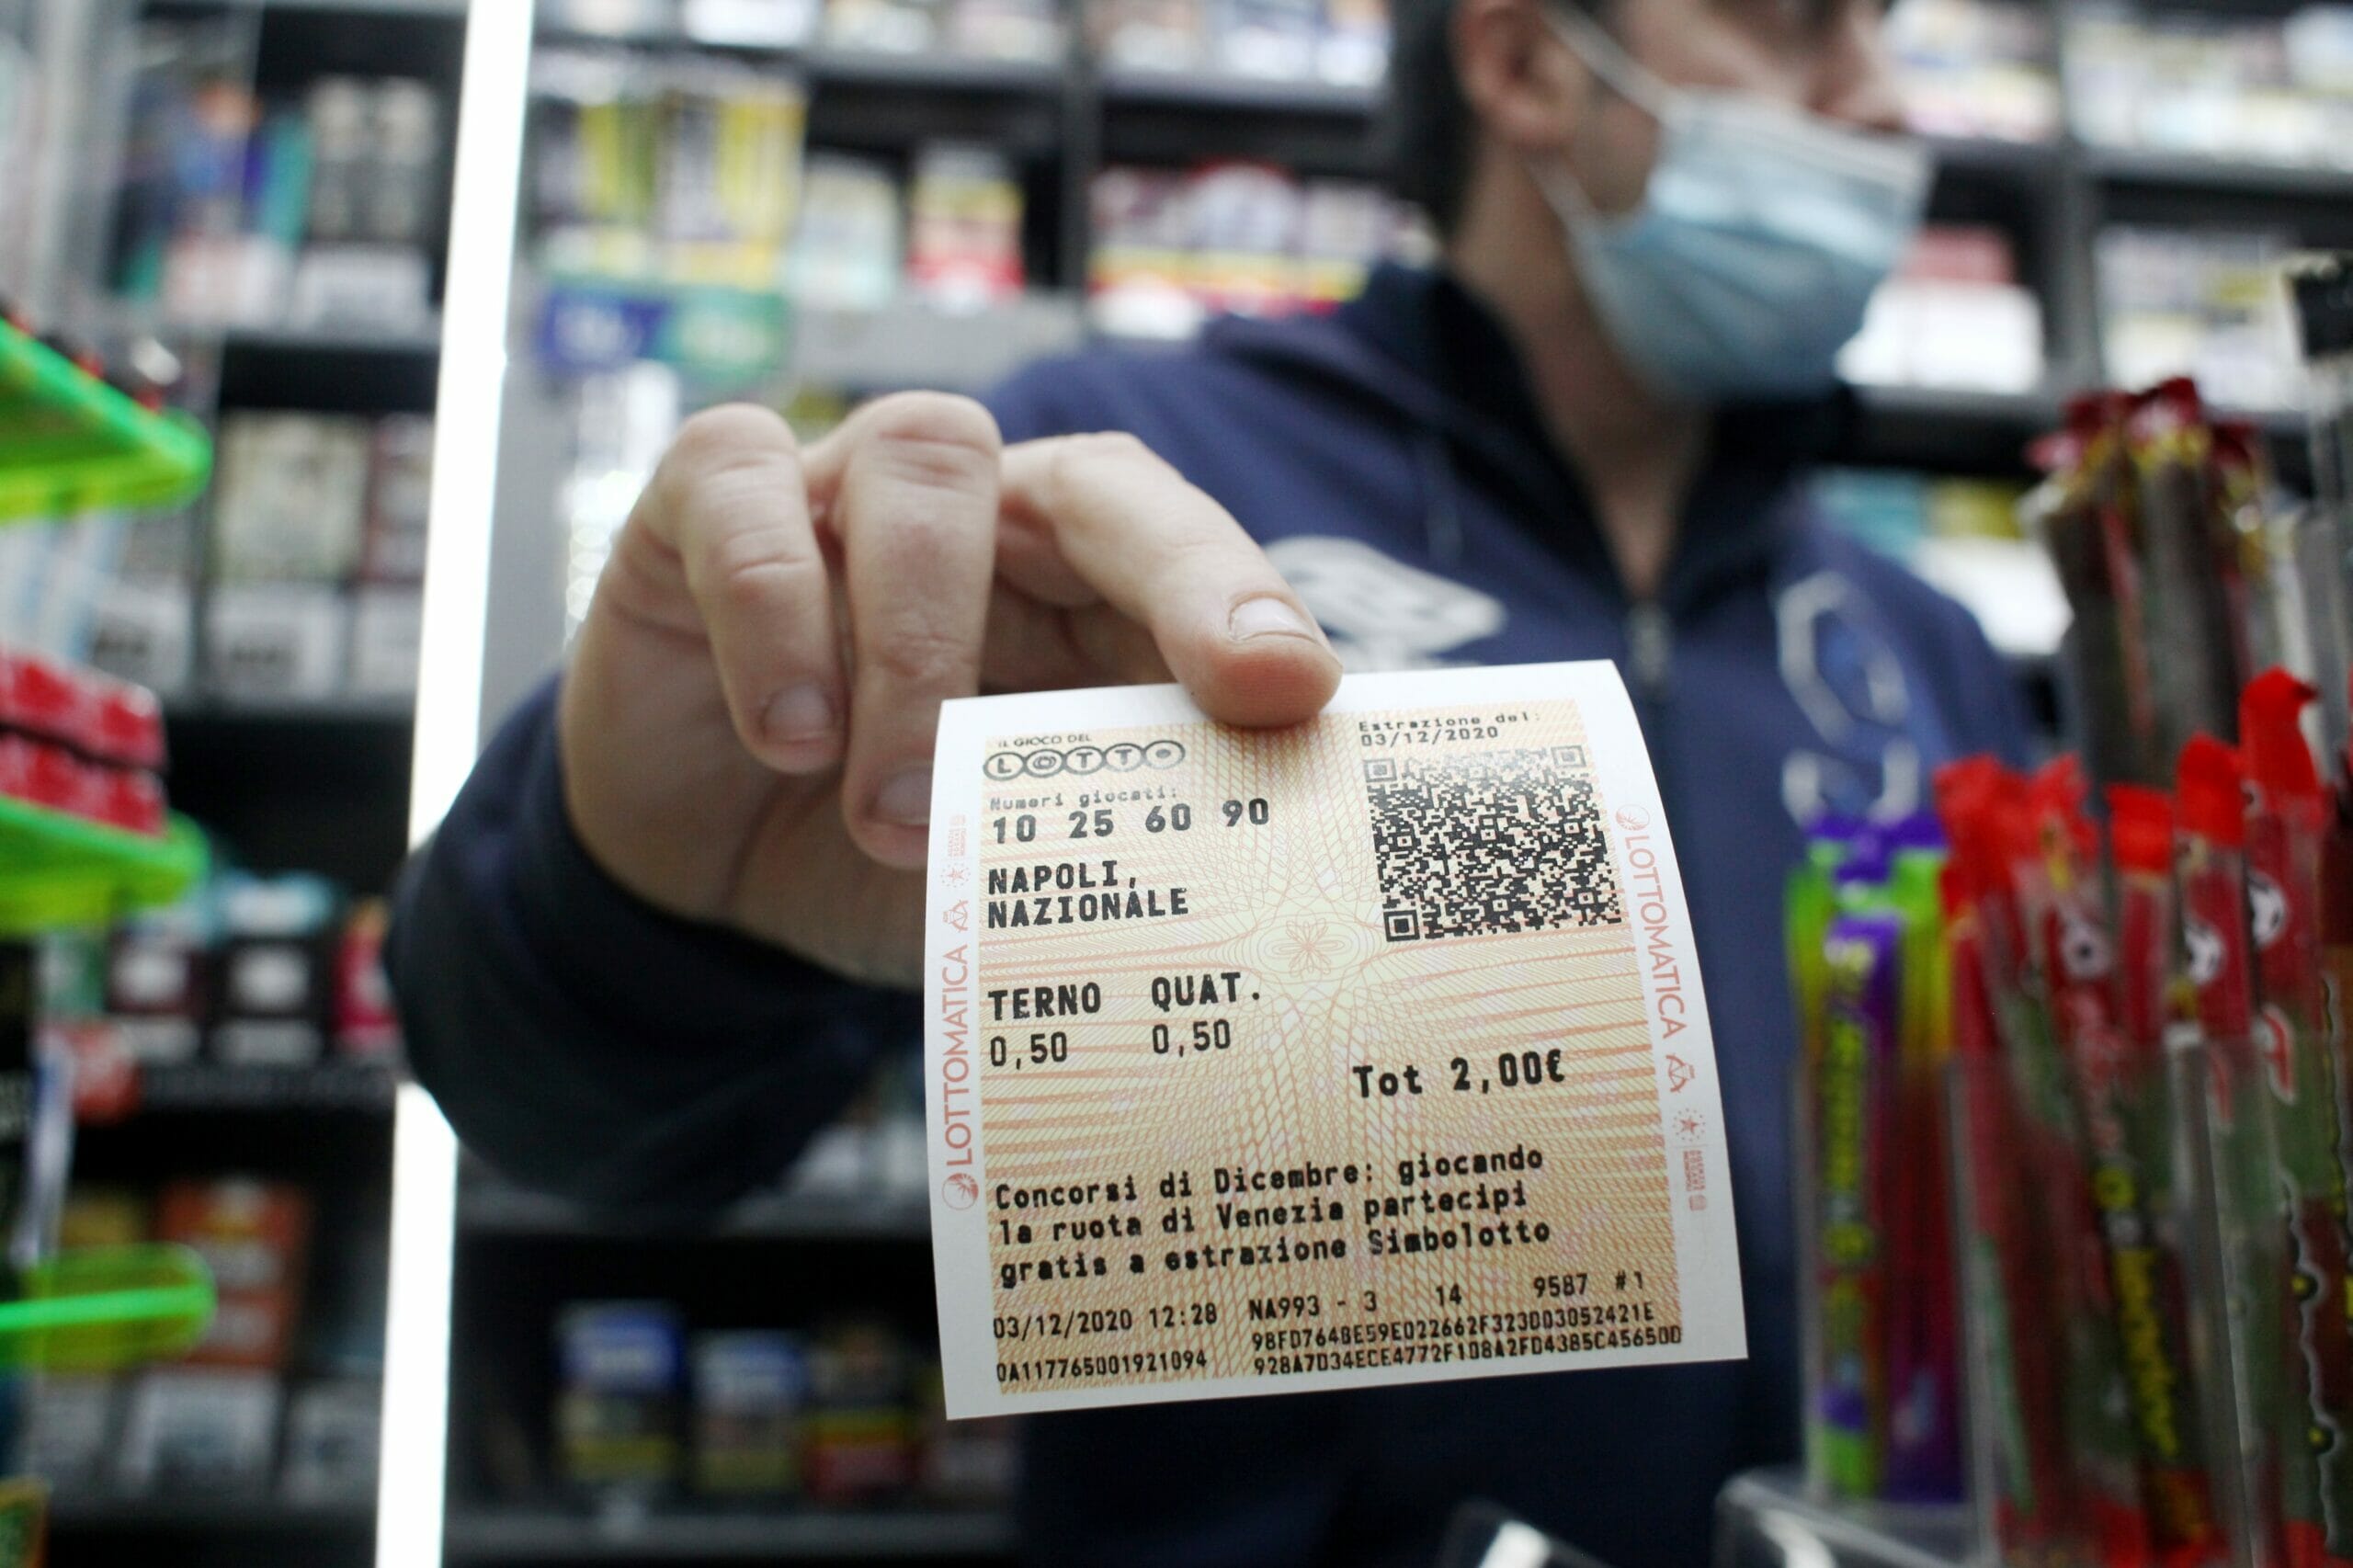 IL GIOCO DEL
LOTTO
Estrazione del:
03/12/2020
Numeri giocati:
10 25 60 90
NAPOLI,
NAZIONALE
TERNO QUAT.
0,50 0,50
Tot 2,00€
Concorsi di Dicembre: giocando
la ruota di Venezia partecipi
gratis a estrazione Simbolotto
03/12/2020 12:28 NA993 - 3 14 9587 #1
98FD764BE59E022662F323003052421E
0A117765001921094 928A7D34ECE4772F108A2FD4385C456500
LOTTOMATICA
LOTTOMATICA